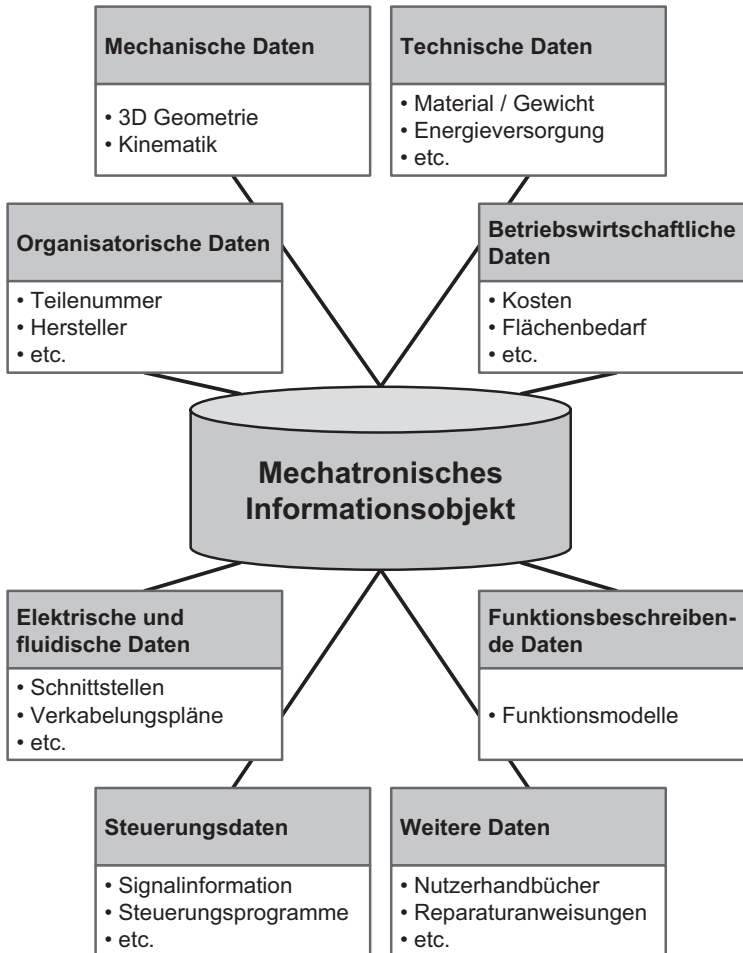 Mechanische Daten
• 3D Geometrie
• Kinematik
Technische Daten
• Material / Gewicht
• Energieversorgung
• etc.
Organisatorische Daten
• Teilenummer
• Hersteller
• etc.
Betriebswirtschaftliche
Daten
• Kosten
• Flächenbedarf
• etc.
Mechatronisches
Informationsobjekt
Elektrische und
fluidische Daten
• Schnittstellen
• Verkabelungspläne
• etc.
Funktionsbeschreiben-
de Daten
• Funktionsmodelle
Steuerungsdaten
• Signalinformation
• Steuerungsprogramme
• etc.
Weitere Daten
• Nutzerhandbücher
• Reparaturanweisungen
• etc.